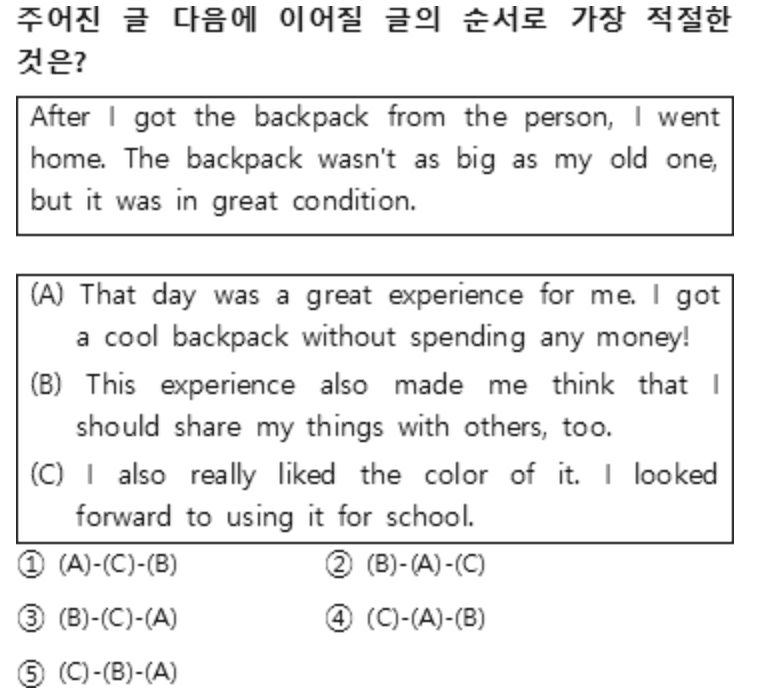 주어진 글 다음에 이어질 글의 순서로 가장 적절한
것은?
After I got the backpack from the person, I went
home. The backpack wasn't as big as my old one,
but it was in great condition.
(A) That day was a great experience for me. I got
a cool backpack without spending any money!
(B) This experience also made me think that I
should share my things with others, too.
(C) I also really liked the color of it. I looked
forward to using it for school.
① (A)-(C)-(B) ② (B)-(A)-(C)
③ (B)-(C)-(A) ④ (C)-(A)-(B)
⑤ (C)-(B)-(A)